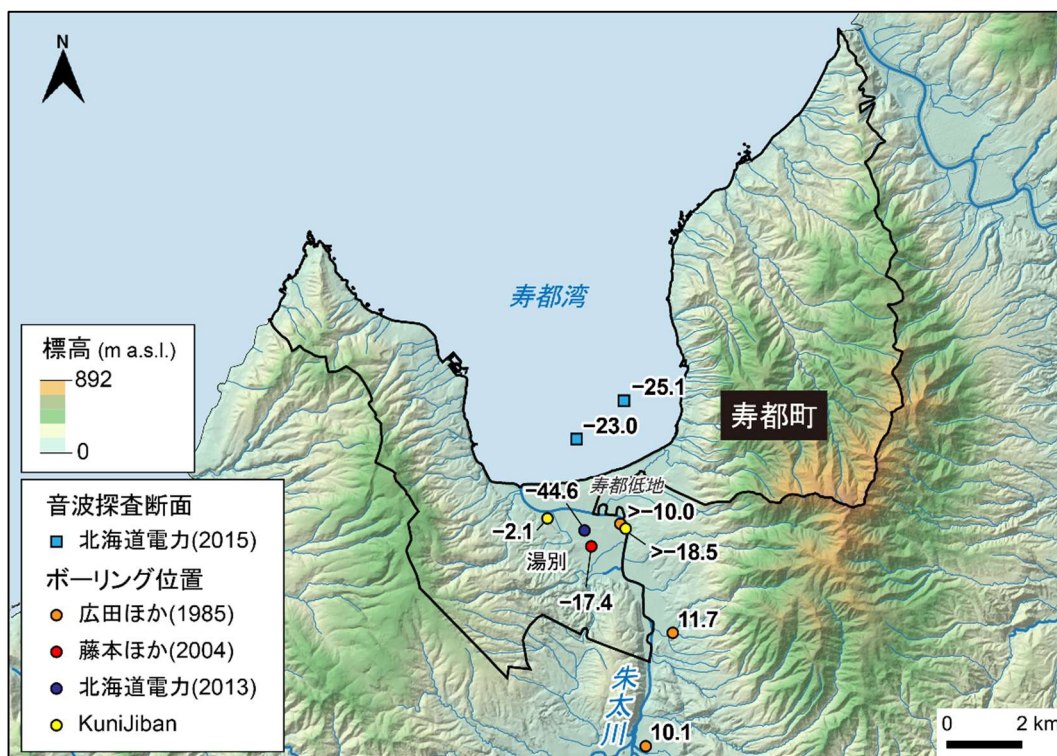 N
寿都湾
標高 (m a.s.l.)
892
0
−25.1
−23.0
寿都町
−44.6
寿都低地
>−10.0
−2.1
>−18.5
湯別
−17.4
11.7
朱太川
10.1
音波探査断面
北海道電力(2015)
ボーリング位置
広田ほか(1985)
藤本ほか(2004)
北海道電力(2013)
KuniJiban
0 2 km